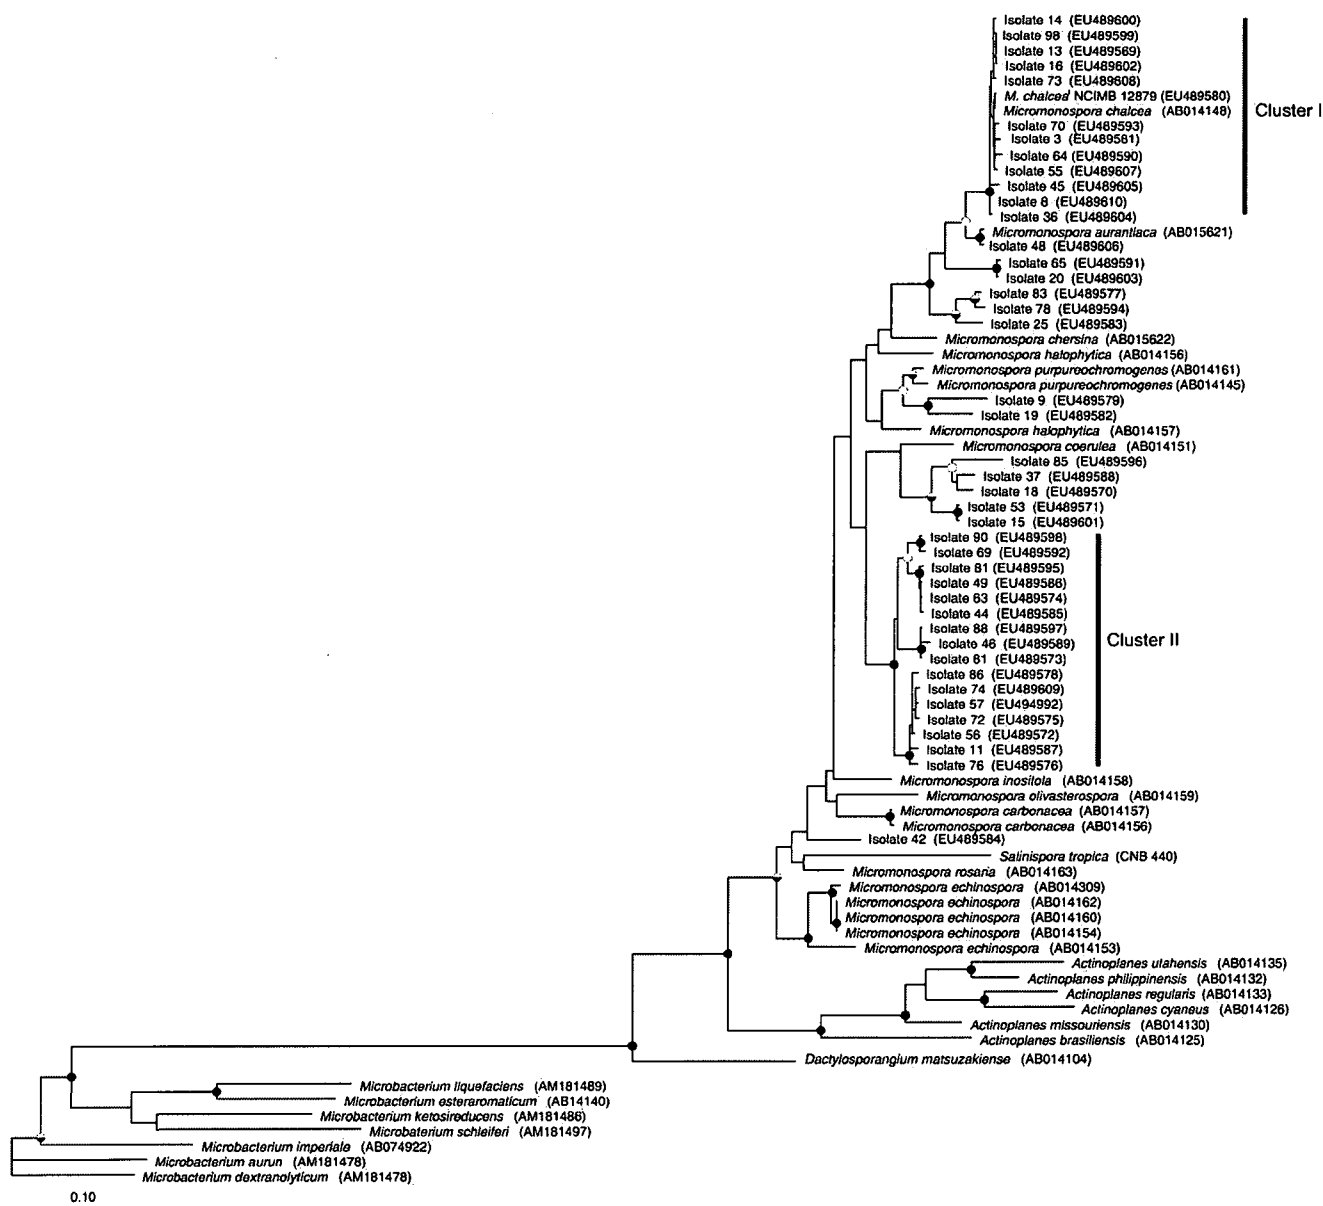 Isolate 14 (EU489600)
Isolate 98 (EU489599)
Isolate 13 (EU489569)
Isolate 16 (EU489602)
Isolate 73 (EU489608)
M. chalcea NCIMB 12879 (EU489580)
Micromonospora chalcea (AB014148)
Cluster I
Isolate 70 (EU489593)
Isolate 3 (EU489581)
Isolate 64 (EU489590)
Isolate 55 (EU489607)
Isolate 45 (EU489605)
Isolate 8 (EU489610)
Isolate 36 (EU489604)
Micromonospora aurantiaca (AB015621)
Isolate 48 (EU489606)
Isolate 65 (EU489591)
Isolate 20 (EU489603)
Isolate 83 (EU489577)
Isolate 78 (EU489594)
Isolate 25 (EU489583)
Micromonospora chersina (AB015622)
Micromonospora halophytica (AB014156)
Micromonospora purpureochromogenes (AB014161)
Micromonospora purpureochromogenes (AB014145)
Isolate 9 (EU489579)
Isolate 19 (EU489582)
Micromonospora halophytica (AB014157)
Micromonospora coerulea (AB014151)
Isolate 85 (EU489596)
Isolate 37 (EU489588)
Isolate 18 (EU489570)
Isolate 53 (EU489571)
Isolate 15 (EU489601)
Isolate 90 (EU489598)
Isolate 69 (EU489592)
Isolate 81 (EU489595)
Isolate 49 (EU489586)
Isolate 63 (EU489574)
Isolate 44 (EU489585)
Isolate 88 (EU489597)
Isolate 46 (EU489589)
Cluster II
Isolate 61 (EU489573)
Isolate 86 (EU489578)
Isolate 74 (EU489609)
Isolate 57 (EU494992)
Isolate 72 (EU489575)
Isolate 56 (EU489572)
Isolate 11 (EU489587)
Isolate 76 (EU489576)
Micromonospora inositola (AB014158)
Micromonospora olivasterospora (AB014159)
Micromonospora carbonacea (AB014157)
Micromonospora carbonacea (AB014156)
Isolate 42 (EU489584)
Salinispora tropica (CNB 440)
Micromonospora rosaria (AB014163)
Micromonospora echinospora (AB014309)
Micromonospora echinospora (AB014162)
Micromonospora echinospora (AB014160)
Micromonospora echinospora (AB014154)
Micromonospora echinospora (AB014153)
Actinoplanes utahensis (AB014135)
Actinoplanes philippinensis (AB014132)
Actinoplanes regularis (AB014133)
Actinoplanes cyaneus (AB014126)
Actinoplanes missouriensis (AB014130)
Actinoplanes brasiliensis (AB014125)
Dactylosporangium matsuzakiense (AB014104)
Microbacterium liquefaciens (AM181489)
Microbacterium esteraromaticum (AB14140)
Microbacterium ketosireducens (AM181486)
Microbaterium schleiferi (AM181497)
Microbacterium imperiale (AB074922)
Microbacterium aurun (AM181478)
Microbacterium dextranolyticum (AM181478)
0.10